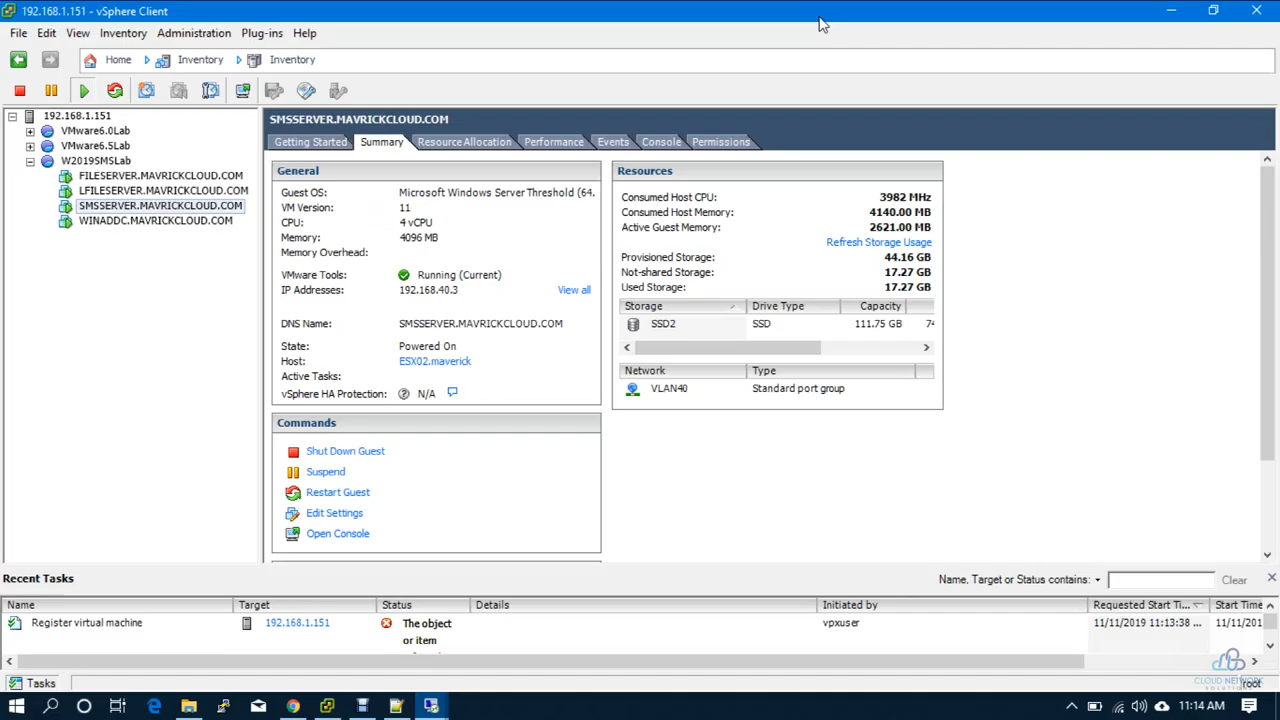 192.168.1.151 - vSphere Client
File Edit View Inventory Administration Plug-ins Help
Home Inventory Inventory
192.168.1.151
VMware6.0Lab
VMware6.5Lab
W2019SMSLab
FILESERVER.MAVRICKCLOUD.COM
LFILESERVER.MAVRICKCLOUD.COM
SMSSERVER.MAVRICKCLOUD.COM
WINADDC.MAVRICKCLOUD.COM
SMSSERVER.MAVRICKCLOUD.COM
Getting Started Summary Resource Allocation Performance Events Console Permissions
General
Guest OS: Microsoft Windows Server Threshold (64.
VM Version: 11
CPU: 4 vCPU
Memory: 4096 MB
Memory Overhead:
VMware Tools: Running (Current)
IP Addresses: 192.168.40.3 View all
DNS Name: SMSSERVER.MAVRICKCLOUD.COM
State: Powered On
Host: ESX02.maverick
Active Tasks:
vSphere HA Protection: N/A
Commands
Shut Down Guest
Suspend
Restart Guest
Edit Settings
Open Console
Resources
Consumed Host CPU: 3982 MHz
Consumed Host Memory: 4140.00 MB
Active Guest Memory: 2621.00 MB
Refresh Storage Usage
Provisioned Storage: 44.16 GB
Not-shared Storage: 17.27 GB
Used Storage: 17.27 GB
Storage Drive Type Capacity
SSD2 SSD 111.75 GB 74
Network Type
VLAN40 Standard port group
Recent Tasks Name, Target or Status contains: Clear
Name Target Status Details Initiated by Requested Start Ti... Start Time
Register virtual machine 192.168.1.151 The object vpxuser 11/11/2019 11:13:38 ... 11/11/201
or item
Tasks root
CLOUD NETWORK
11:14 AM